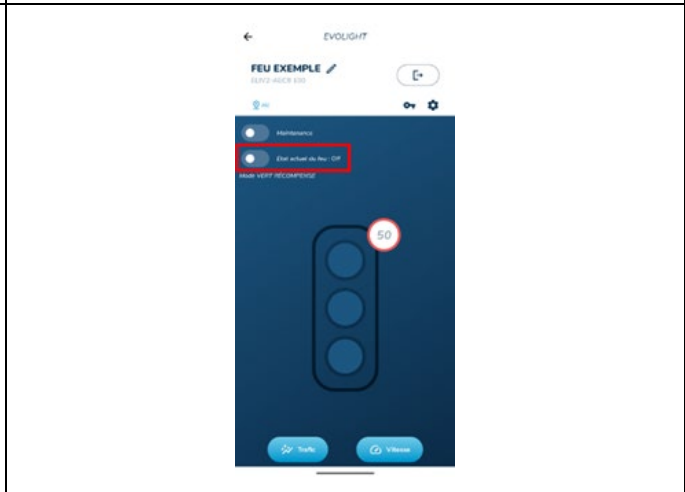 EVOLIGHT
FEU EXEMPLE
Maintenance
Etat actuel du feu : Off
Mode VERT RÉCOMPENSE
50
Trafic
Vitesse